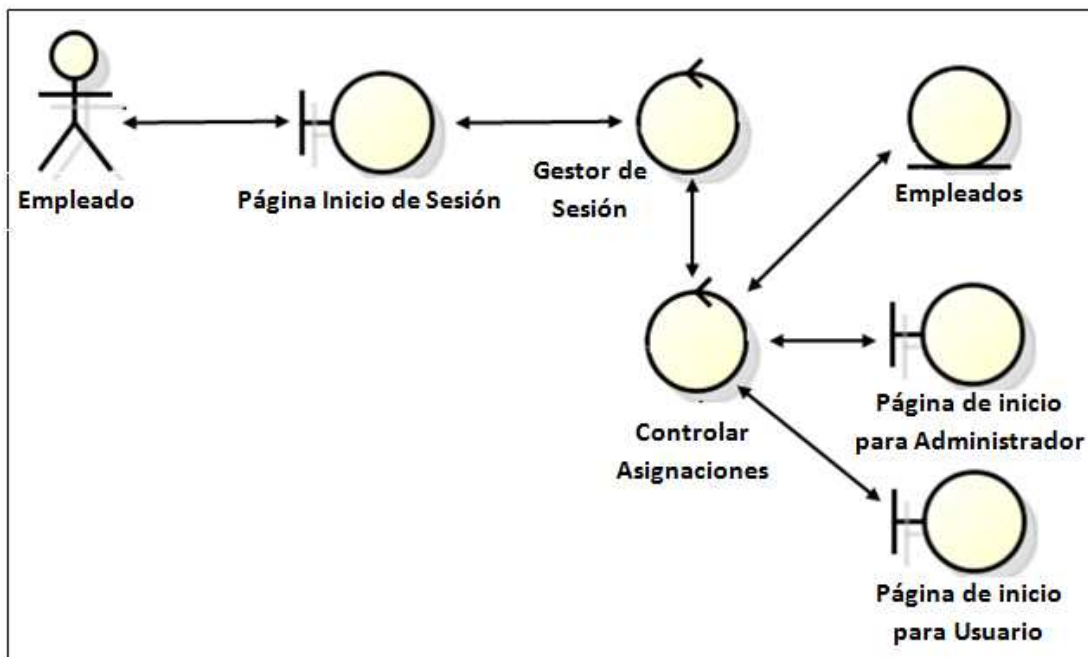 Empleado
Página Inicio de Sesión
Gestor de
Sesión
Empleados
Controlar
Asignaciones
Página de inicio
para Administrador
Página de inicio
para Usuario